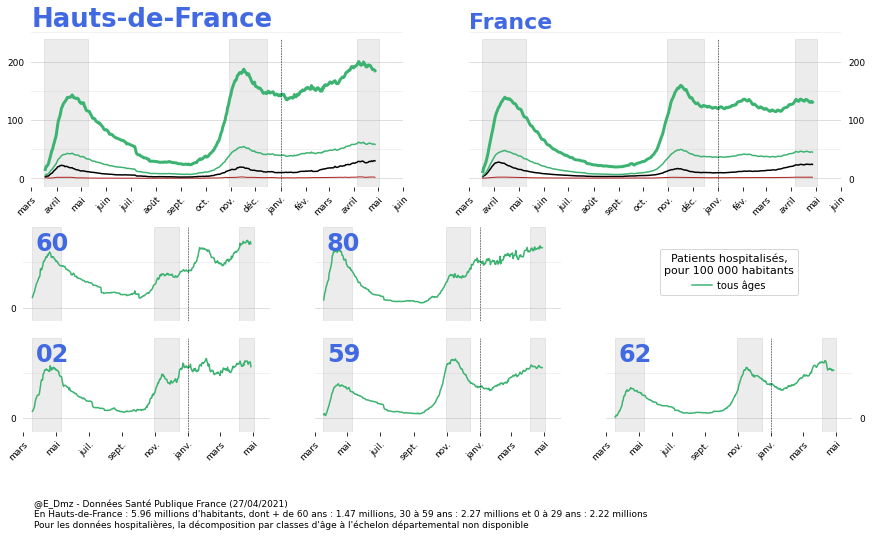 Hauts-de-France
France
200
100
0
200
100
0
mars avril mai juin juil. août sept. oct. nov. déc. janv. fév. mars avril mai juin
mars avril mai juin juil. août sept. oct. nov. déc. janv. fév. mars avril mai juin
60
80
0
Patients hospitalisés,
pour 100 000 habitants
tous âges
02
59
62
0
0
mars mai juil. sept. nov. janv. mars mai
mars mai juil. sept. nov. janv. mars mai
mars mai juil. sept. nov. janv. mars mai
@E_Dmz - Données Santé Publique France (27/04/2021)
En Hauts-de-France : 5.96 millions d'habitants, dont + de 60 ans : 1.47 millions, 30 à 59 ans : 2.27 millions et 0 à 29 ans : 2.22 millions
Pour les données hospitalières, la décomposition par classes d'âge à l'échelon départemental non disponible